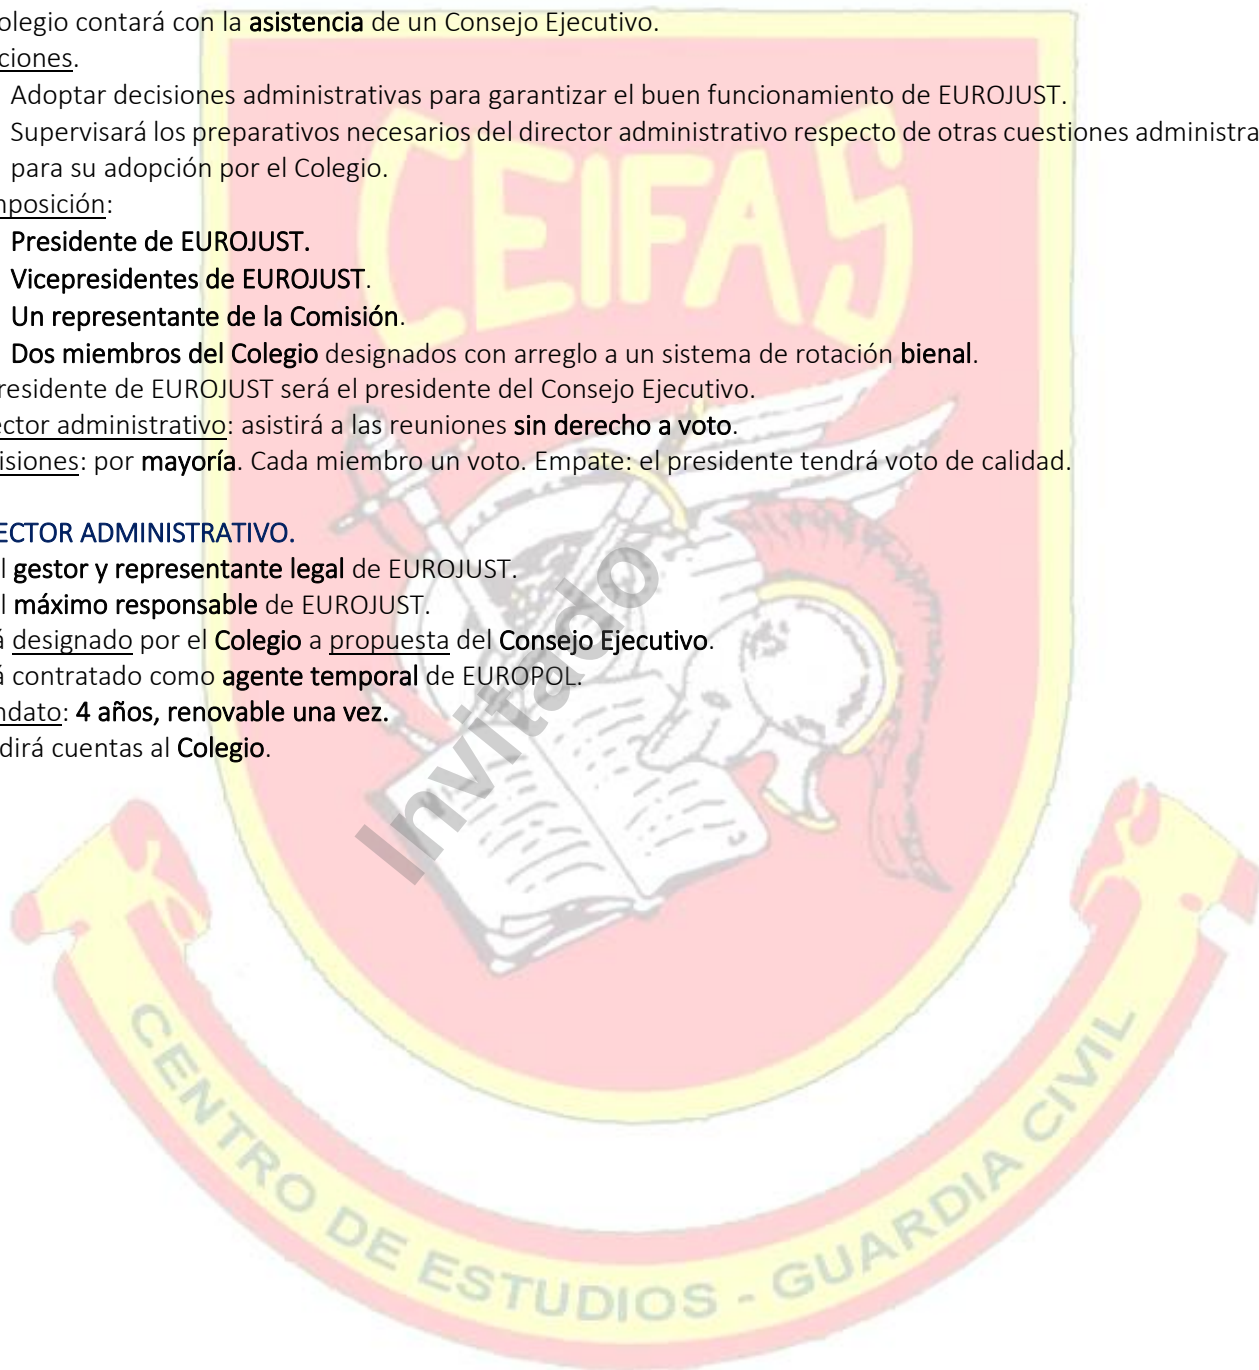 olegio contará con la asistencia de un Consejo Ejecutivo.
ciones.
Adoptar decisiones administrativas para garantizar el buen funcionamiento de EUROJUST.
Supervisará los preparativos necesarios del director administrativo respecto de otras cuestiones administra
para su adopción por el Colegio.
mposición:
Presidente de EUROJUST.
Vicepresidentes de EUROJUST.
Un representante de la Comisión.
Dos miembros del Colegio designados con arreglo a un sistema de rotación bienal.
residente de EUROJUST será el presidente del Consejo Ejecutivo.
ector administrativo: asistirá a las reuniones sin derecho a voto.
isiones: por mayoría. Cada miembro un voto. Empate: el presidente tendrá voto de calidad.
ECTOR ADMINISTRATIVO.
l gestor y representante legal de EUROJUST.
l máximo responsable de EUROJUST.
á designado por el Colegio a propuesta del Consejo Ejecutivo.
á contratado como agente temporal de EUROPOL.
ndato: 4 años, renovable una vez.
dirá cuentas al Colegio.
CEIFAS
Invitado
CENTRO DE ESTUDIOS - GUARDIA CIVIL